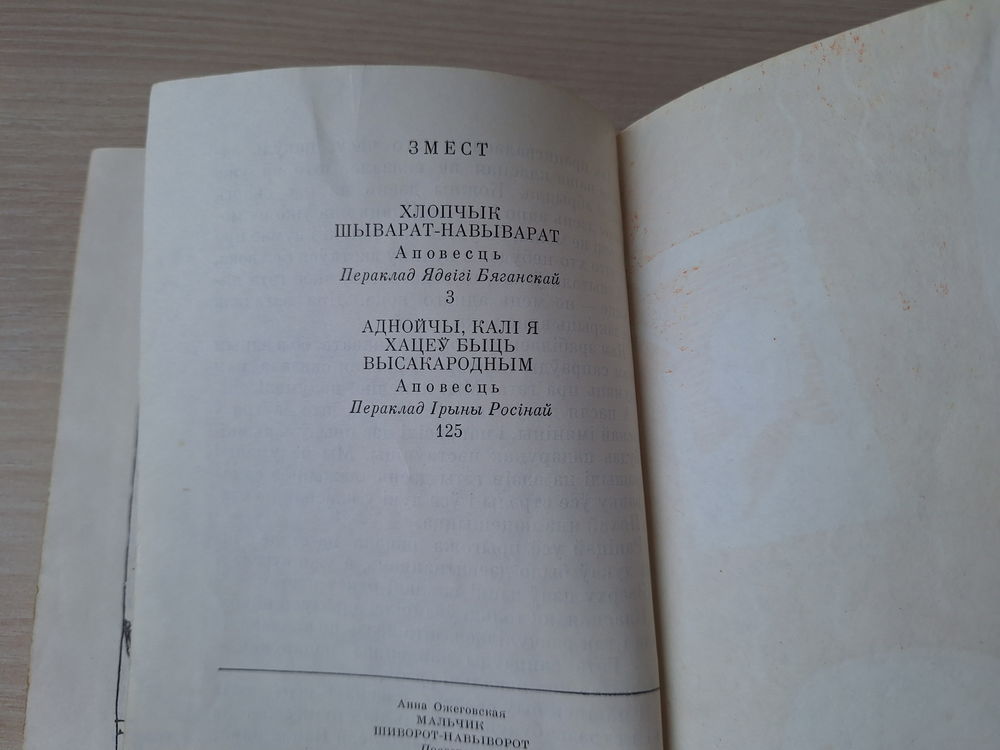 ЗМЕСТ
ХЛОПЧЫК
ШЫВАРАТ-НАВЫВАРАТ
Аповесць
Пераклад Ядвігі Бяганскай
3
АДНОЙЧЫ, КАЛІ Я
ХАЦЕЎ БЫЦЬ
ВЫСАКАРОДНЫМ
Аповесць
Пераклад Ірыны Росінай
125
Анна Ожеговская
МАЛЬЧИК
ШИВОРОТ-НАВЫВОРОТ